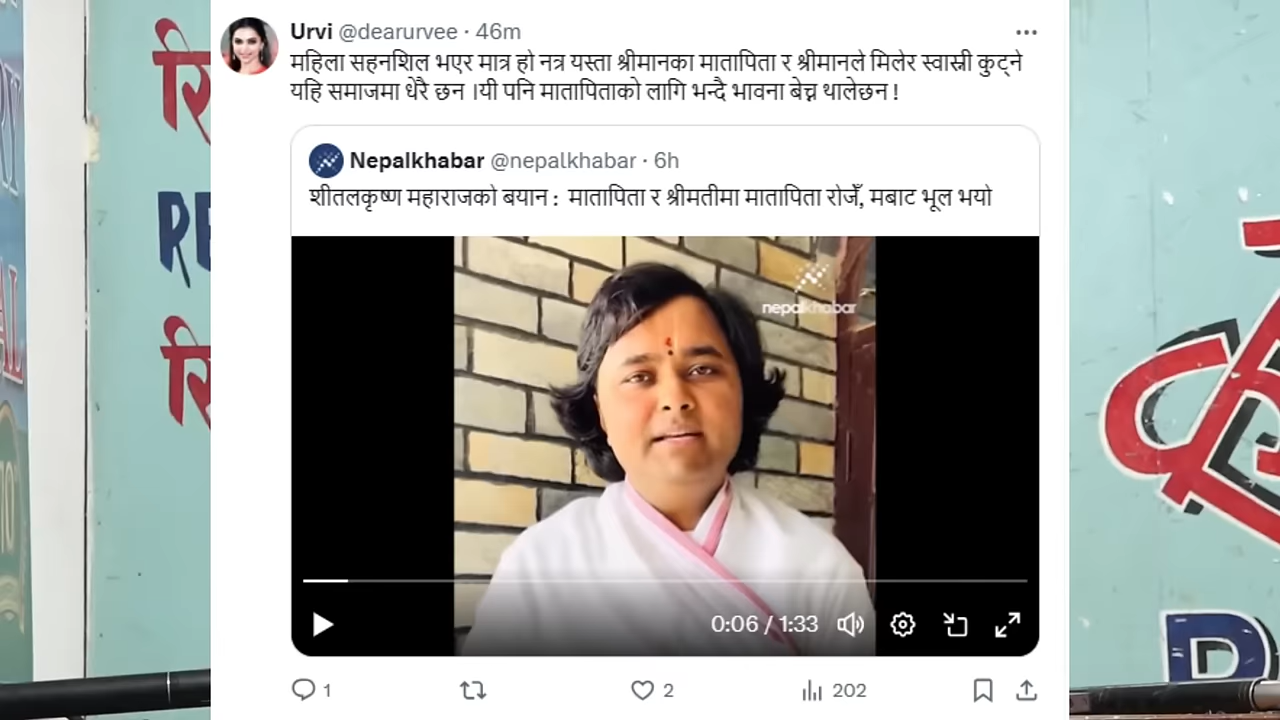 Urvi @dearurvee · 46m
महिला सहनशिल भएर मात्र हो नत्र यस्ता श्रीमानका मातापिता र श्रीमानले मिलेर स्वास्नी कुट्ने
यहि समाजमा धेरै छन ।यी पनि मातापिताको लागि भन्दै भावना बेच्न थालेछन !
Nepalkhabar @nepalkhabar · 6h
शीतलकृष्ण महाराजको बयान : मातापिता र श्रीमतीमा मातापिता रोजेँ, मबाट भूल भयो
nepalkhabar
0:06 / 1:33
1
2
202